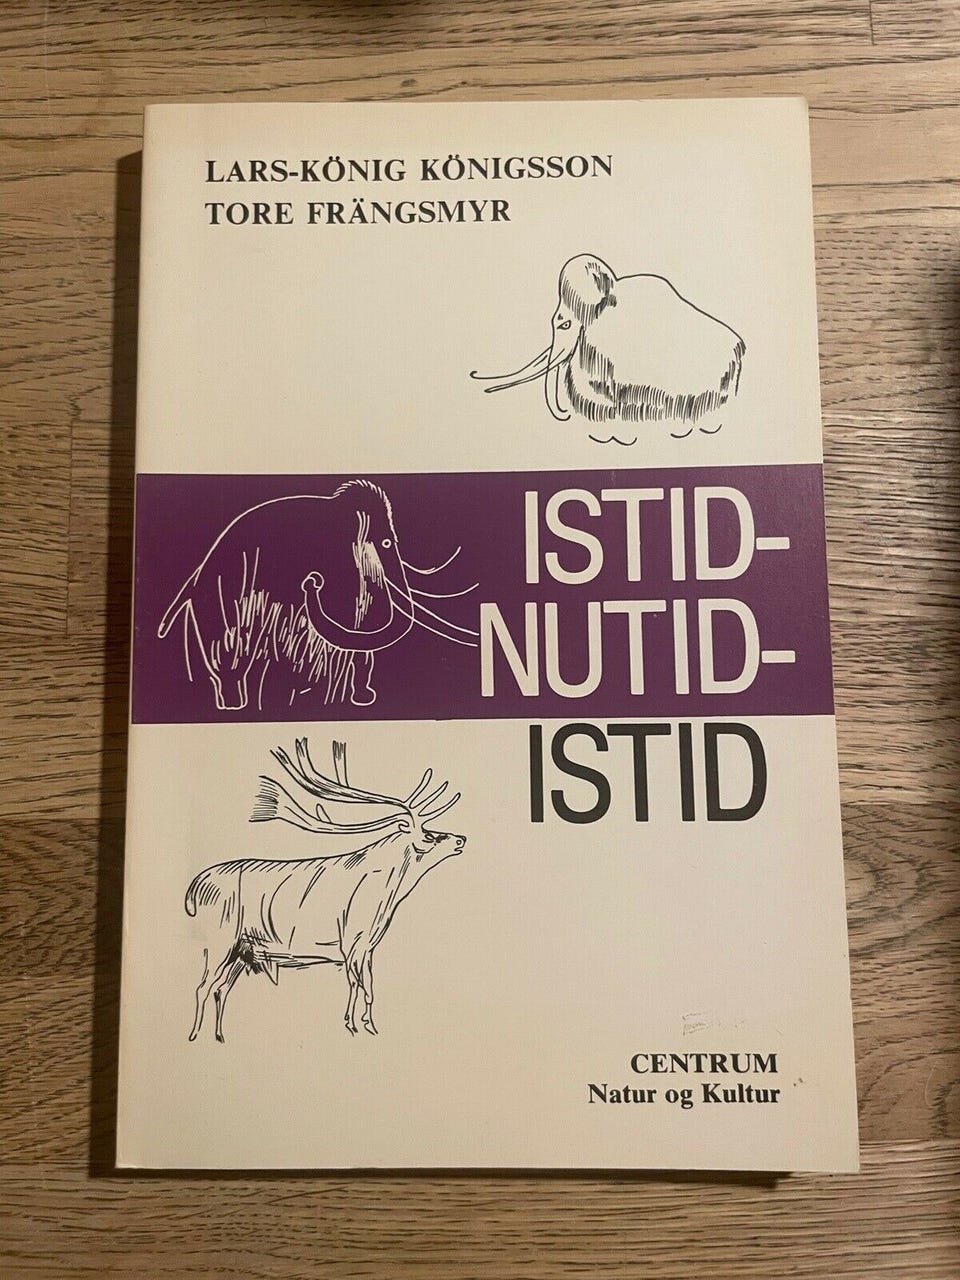 LARS-KÖNIG KÖNIGSSON
TORE FRÄNGSMYR
ISTID-
NUTID-
ISTID
CENTRUM
Natur og Kultur